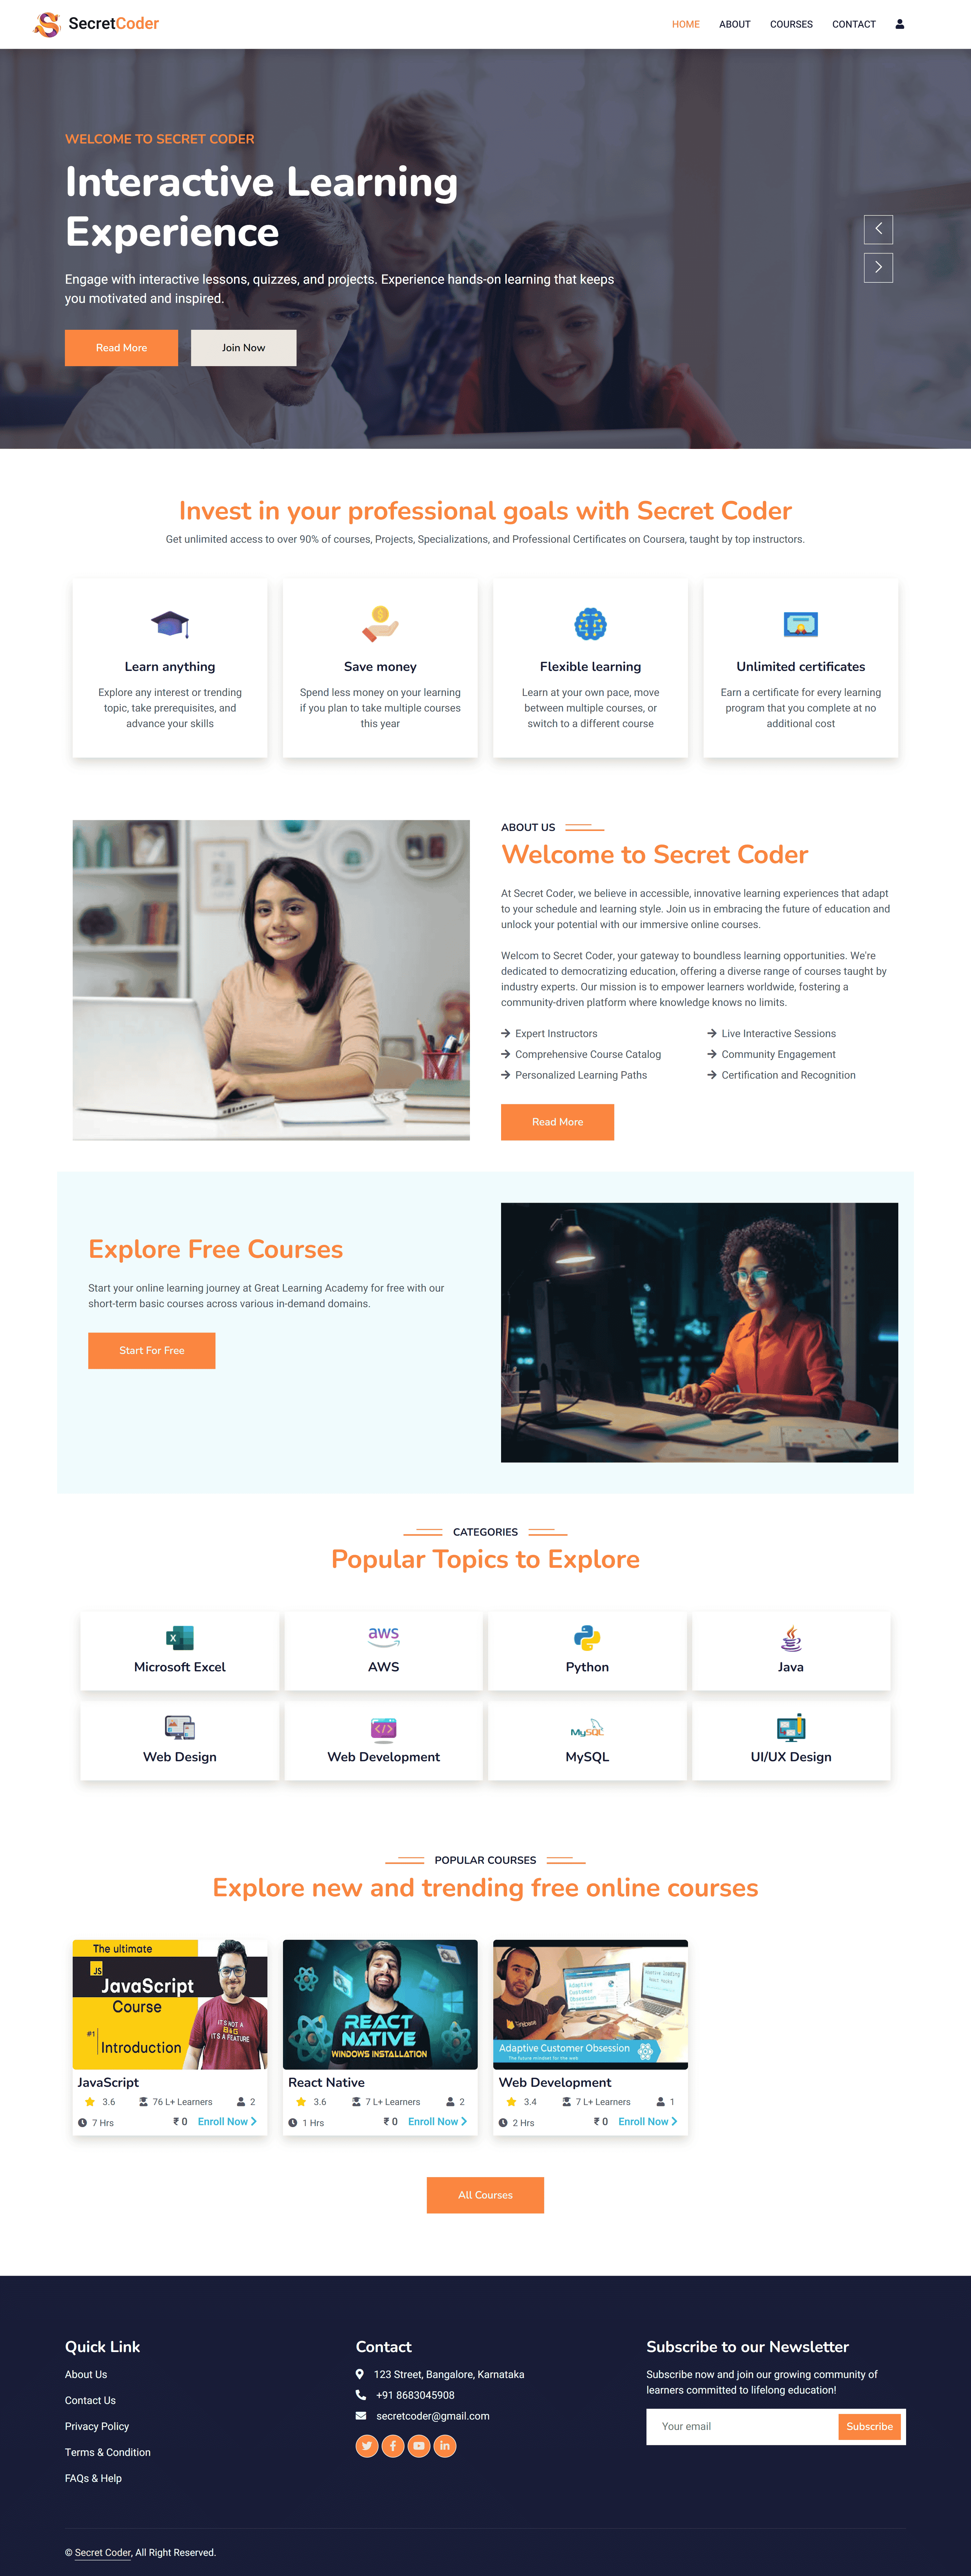 SecretCoder
HOME ABOUT COURSES CONTACT
WELCOME TO SECRET CODER
Interactive Learning
Experience
Engage with interactive lessons, quizzes, and projects. Experience hands-on learning that keeps
you motivated and inspired.
Read More
Join Now
Invest in your professional goals with Secret Coder
Get unlimited access to over 90% of courses, Projects, Specializations, and Professional Certificates on Coursera, taught by top instructors.
Learn anything
Explore any interest or trending
topic, take prerequisites, and
advance your skills
Save money
Spend less money on your learning
if you plan to take multiple courses
this year
Flexible learning
Learn at your own pace, move
between multiple courses, or
switch to a different course
Unlimited certificates
Earn a certificate for every learning
program that you complete at no
additional cost
ABOUT US
Welcome to Secret Coder
At Secret Coder, we believe in accessible, innovative learning experiences that adapt
to your schedule and learning style. Join us in embracing the future of education and
unlock your potential with our immersive online courses.
Welcom to Secret Coder, your gateway to boundless learning opportunities. We're
dedicated to democratizing education, offering a diverse range of courses taught by
industry experts. Our mission is to empower learners worldwide, fostering a
community-driven platform where knowledge knows no limits.
Expert Instructors
Live Interactive Sessions
Comprehensive Course Catalog
Community Engagement
Personalized Learning Paths
Certification and Recognition
Read More
Explore Free Courses
Start your online learning journey at Great Learning Academy for free with our
short-term basic courses across various in-demand domains.
Start For Free
CATEGORIES
Popular Topics to Explore
Microsoft Excel
aws
AWS
Python
Java
Web Design
Web Development
MySQL
MySQL
UI/UX Design
POPULAR COURSES
Explore new and trending free online courses
The ultimate
JS
JavaScript
Course
#1
Introduction
IT'S NOT A
BUG
IT'S A FEATURE
JavaScript
3.6 76 L+ Learners 2
7 Hrs ₹ 0 Enroll Now
REACT
NATIVE
WINDOWS INSTALLATION
React Native
3.6 7 L+ Learners 2
1 Hrs ₹ 0 Enroll Now
Adaptive
Customer
Obsession
Adaptive Customer Obsession
The future mindset for the web
Web Development
3.4 7 L+ Learners 1
2 Hrs ₹ 0 Enroll Now
All Courses
Quick Link
About Us
Contact Us
Privacy Policy
Terms & Condition
FAQs & Help
Contact
123 Street, Bangalore, Karnataka
+91 8683045908
secretcoder@gmail.com
Subscribe to our Newsletter
Subscribe now and join our growing community of
learners committed to lifelong education!
Your email
Subscribe
© Secret Coder, All Right Reserved.